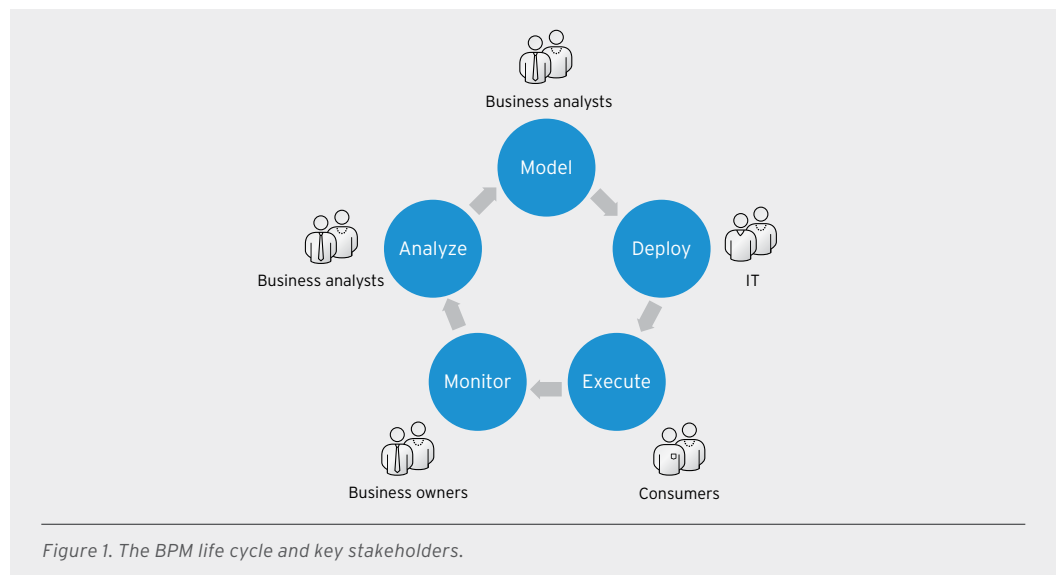 Business analysts
Model
Analyze
Deploy
Business analysts
IT
Monitor
Execute
Business owners
Consumers
Figure 1. The BPM life cycle and key stakeholders.